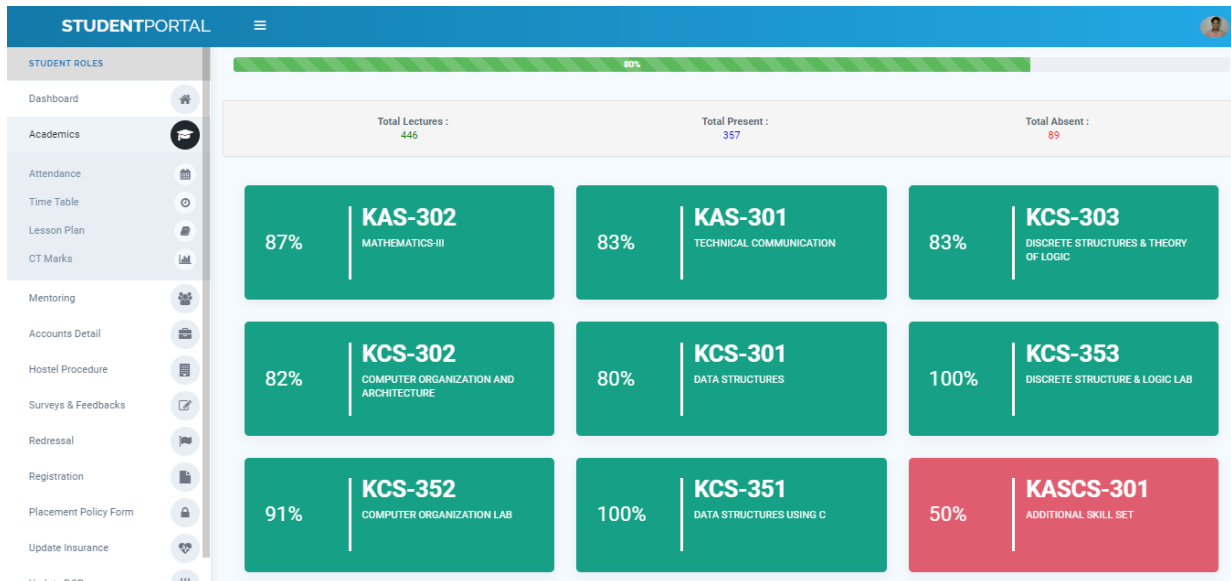 STUDENTPORTAL
STUDENT ROLES
Dashboard
Academics
Attendance
Time Table
Lesson Plan
CT Marks
Mentoring
Accounts Detail
Hostel Procedure
Surveys & Feedbacks
Redressal
Registration
Placement Policy Form
Update Insurance
80%
Total Lectures :
446
Total Present :
357
Total Absent :
89
87%
KAS-302
MATHEMATICS-III
83%
KAS-301
TECHNICAL COMMUNICATION
83%
KCS-303
DISCRETE STRUCTURES & THEORY
OF LOGIC
82%
KCS-302
COMPUTER ORGANIZATION AND
ARCHITECTURE
80%
KCS-301
DATA STRUCTURES
100%
KCS-353
DISCRETE STRUCTURE & LOGIC LAB
91%
KCS-352
COMPUTER ORGANIZATION LAB
100%
KCS-351
DATA STRUCTURES USING C
50%
KASCS-301
ADDITIONAL SKILL SET